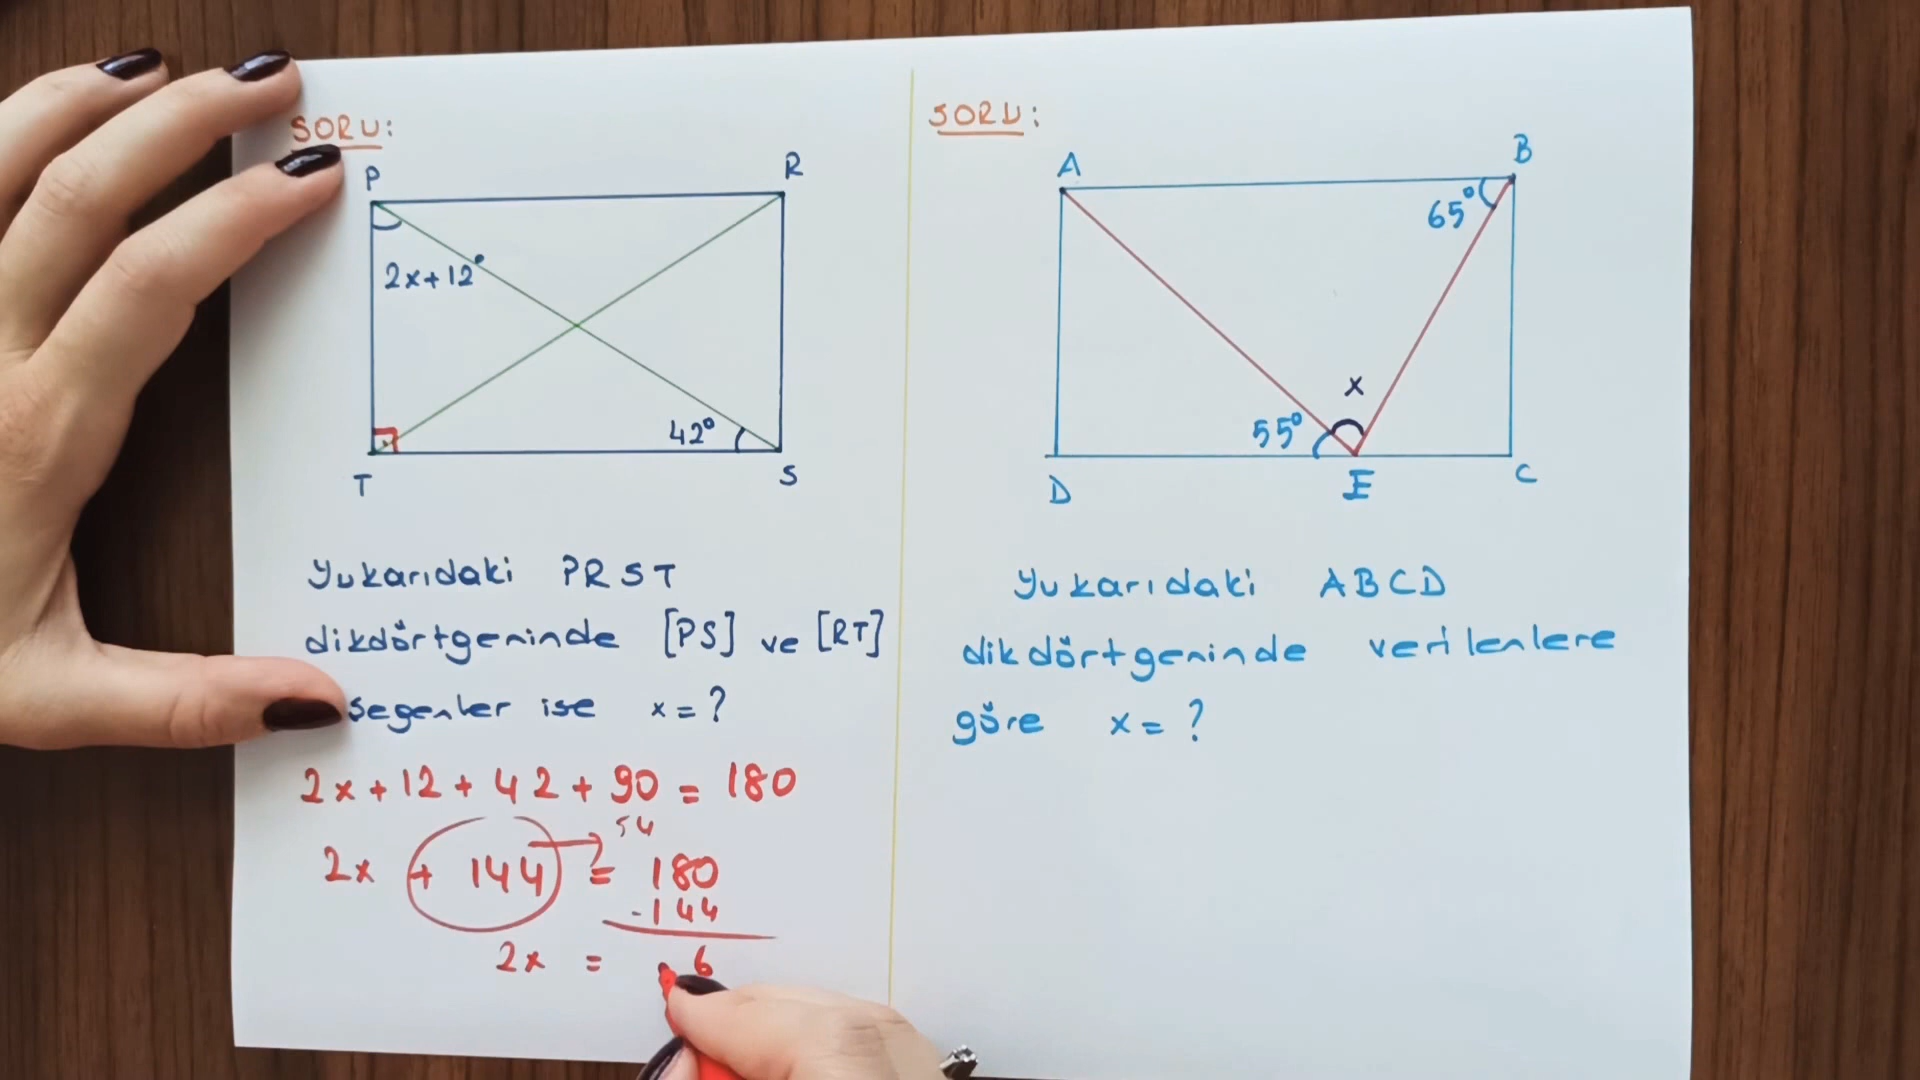 SORU:
P
R
2x+12°
42°
T
S
Yukarıdaki PRST
dikdörtgeninde [PS] ve [RT]
segenler ise x=?
2x+12+42+90=180
54
2x + 144 = 180
-144
2x = 6
SORU:
A
B
65°
x
55°
D
E
C
Yukarıdaki ABCD
dikdörtgeninde verilenlere
göre x=?